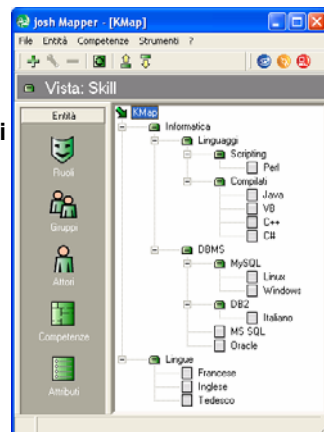 josh Mapper - [KMap]
File Entità Competenze Strumenti ?
Vista: Skill
i
Entità
Ruoli
Gruppi
Attori
Competenze
Attributi
KMap
Informatica
Linguaggi
Scripting
Perl
Compilati
Java
VB
C++
C#
DBMS
MySQL
Linux
Windows
DB2
Italiano
MS SQL
Oracle
Lingue
Francese
Inglese
Tedesco